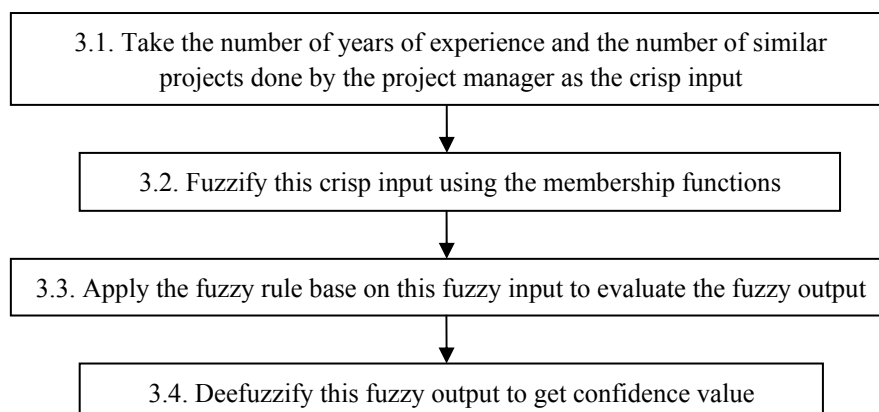 3.1. Take the number of years of experience and the number of similar
projects done by the project manager as the crisp input
3.2. Fuzzify this crisp input using the membership functions
3.3. Apply the fuzzy rule base on this fuzzy input to evaluate the fuzzy output
3.4. Deefuzzify this fuzzy output to get confidence value